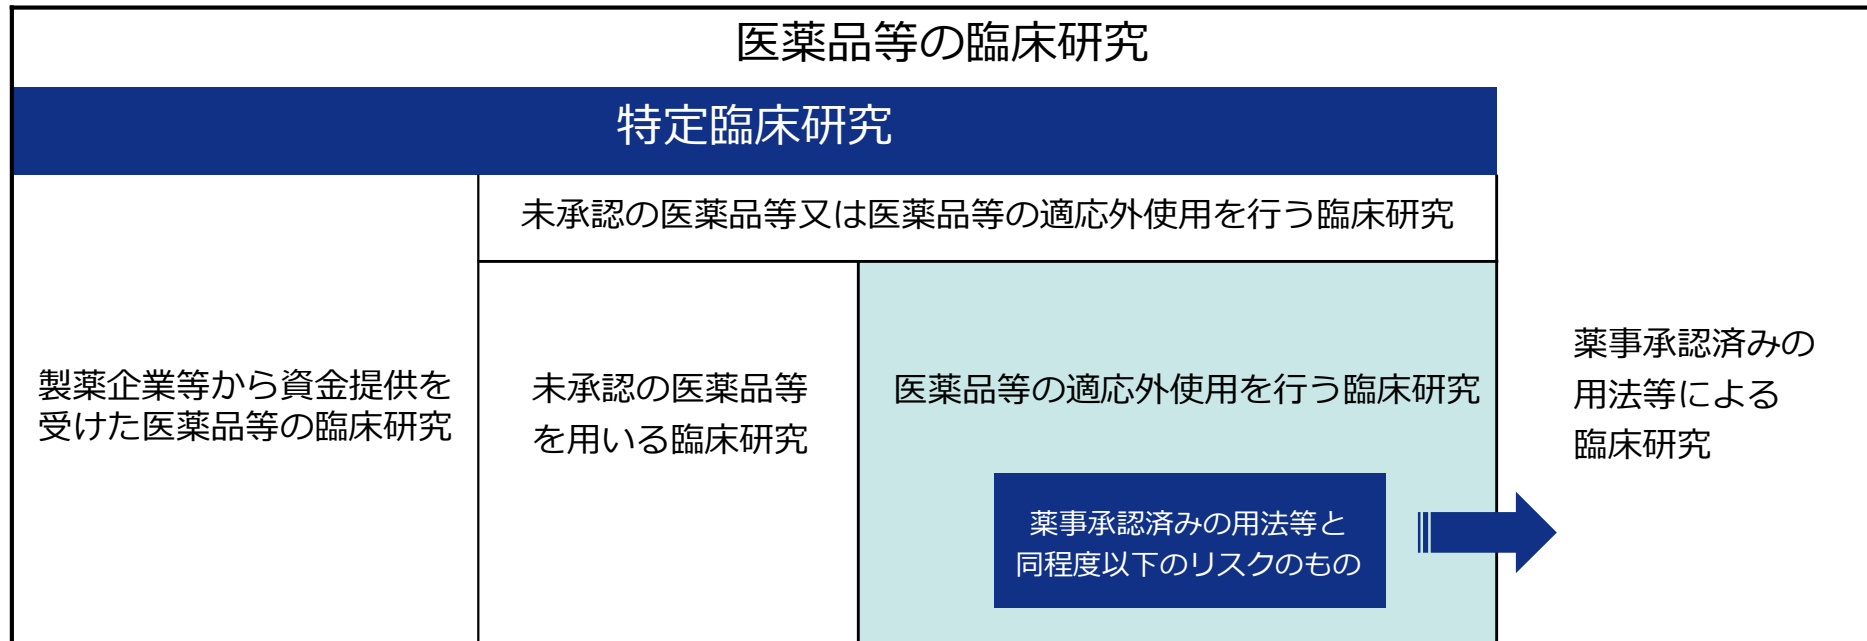 医薬品等の臨床研究
特定臨床研究
未承認の医薬品等又は医薬品等の適応外使用を行う臨床研究
製薬企業等から資金提供を
受けた医薬品等の臨床研究
未承認の医薬品等
を用いる臨床研究
医薬品等の適応外使用を行う臨床研究
薬事承認済みの用法等と
同程度以下のリスクのもの
薬事承認済みの
用法等による
臨床研究